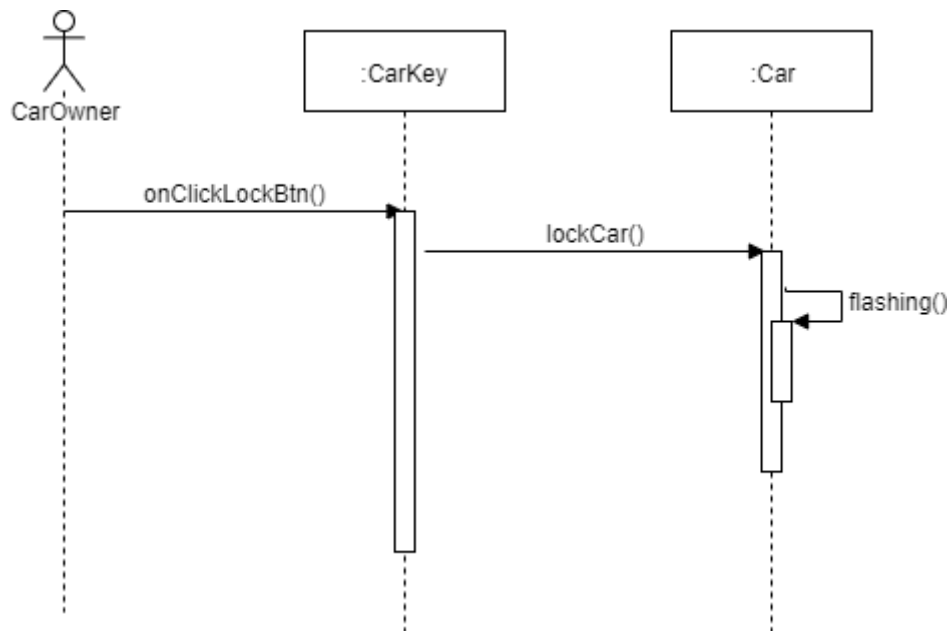 CarOwner
:CarKey
:Car
onClickLockBtn()
lockCar()
flashing()